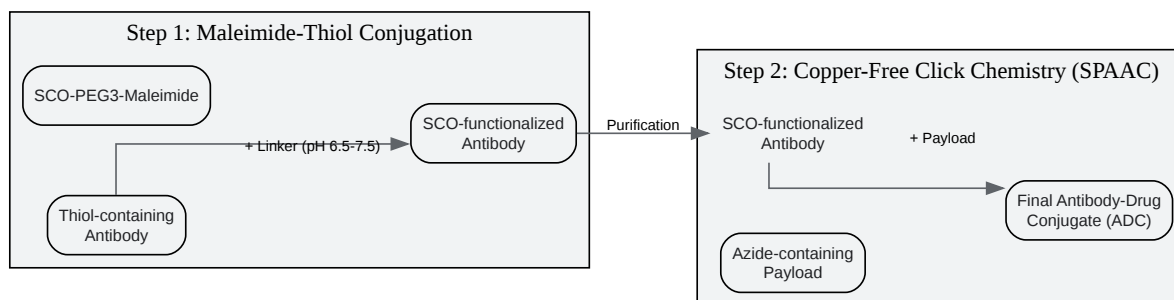 Step 1: Maleimide-Thiol Conjugation
SCO-PEG3-Maleimide
SCO-functionalized
Antibody
+ Linker (pH 6.5-7.5)
Thiol-containing
Antibody
Purification
Step 2: Copper-Free Click Chemistry (SPAAC)
SCO-functionalized
Antibody
+ Payload
Final Antibody-Drug
Conjugate (ADC)
Azide-containing
Payload